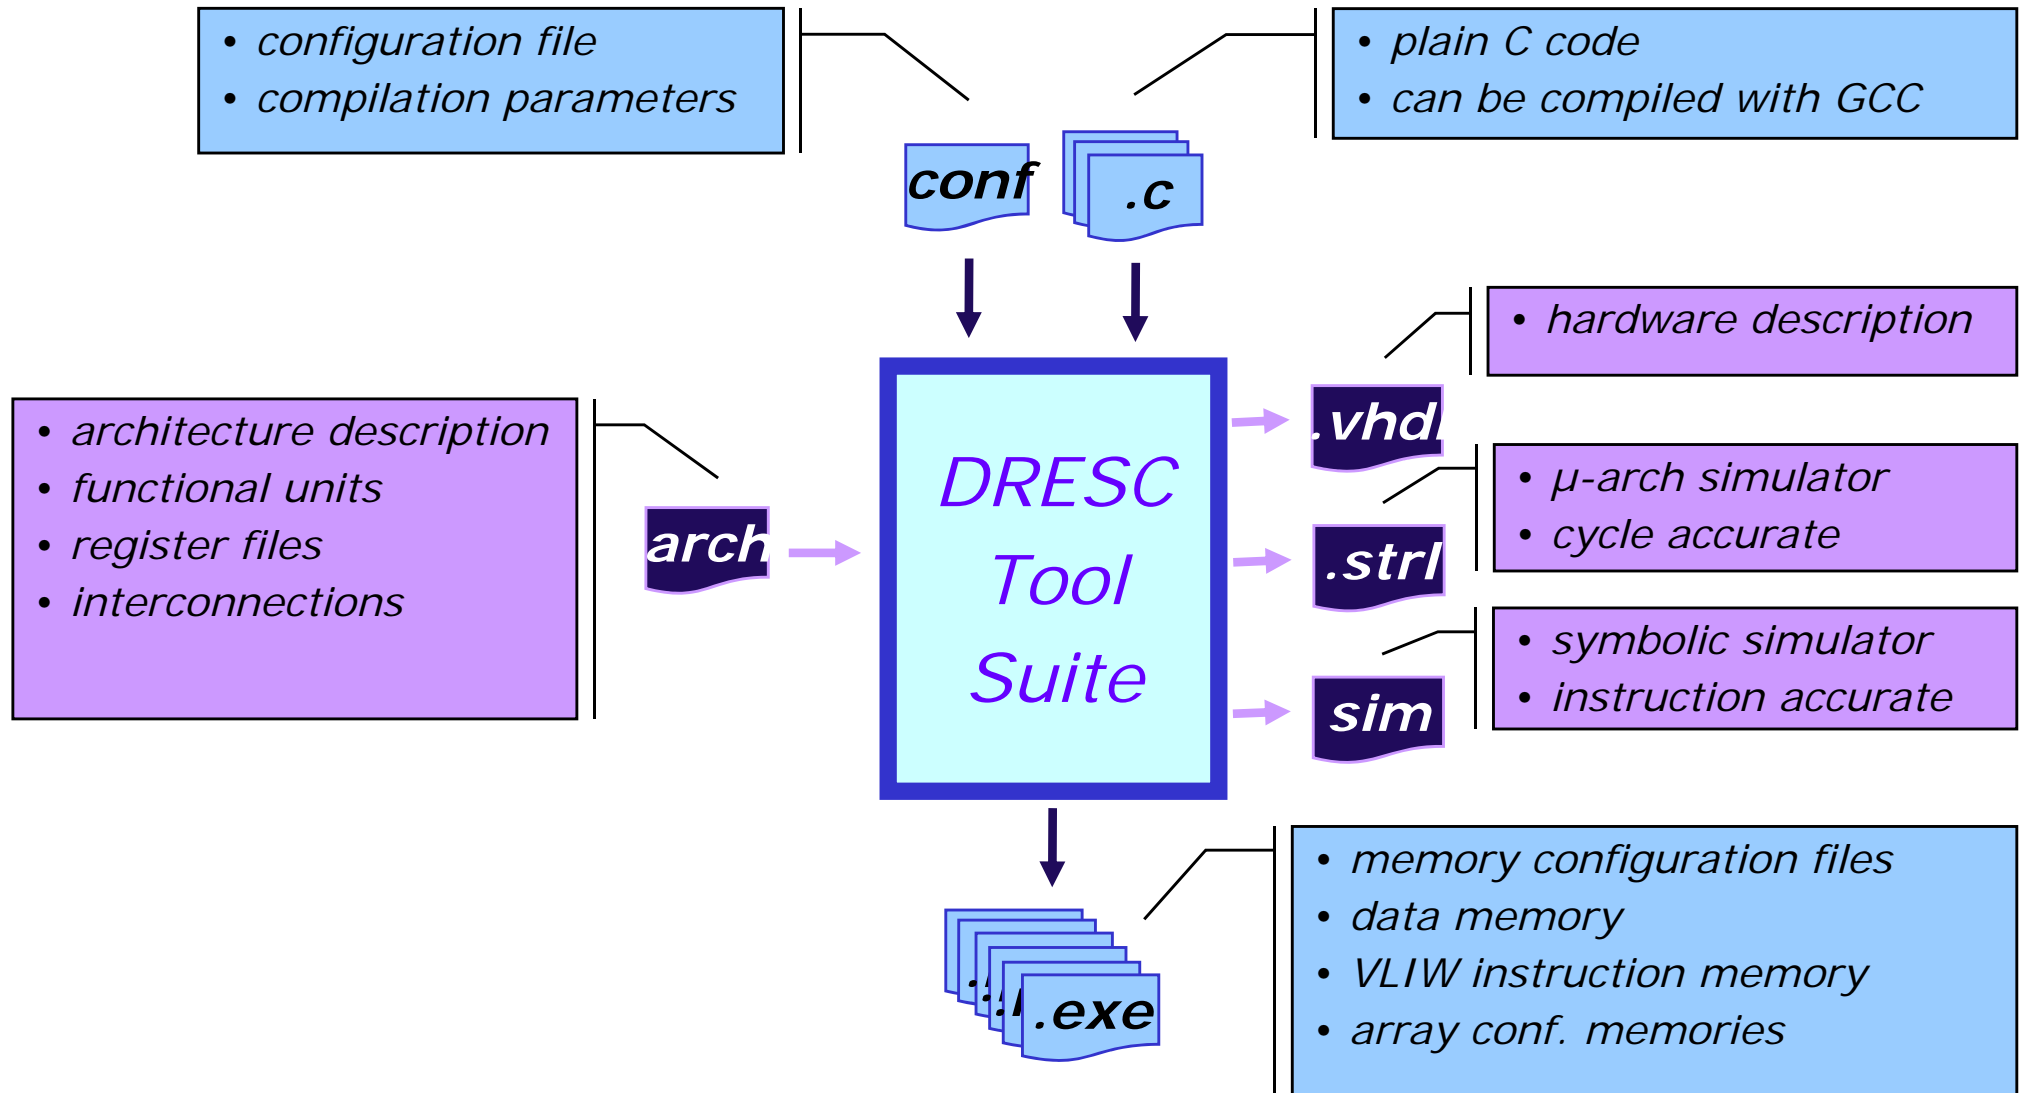 • configuration file
• compilation parameters
• plain C code
• can be compiled with GCC
conf
.c
• hardware description
• architecture description
• functional units
• register files
• interconnections
arch
DRESC
Tool
Suite
.vhdl
• μ-arch simulator
• cycle accurate
.strl
• symbolic simulator
• instruction accurate
sim
• memory configuration files
• data memory
• VLIW instruction memory
• array conf. memories
.exe